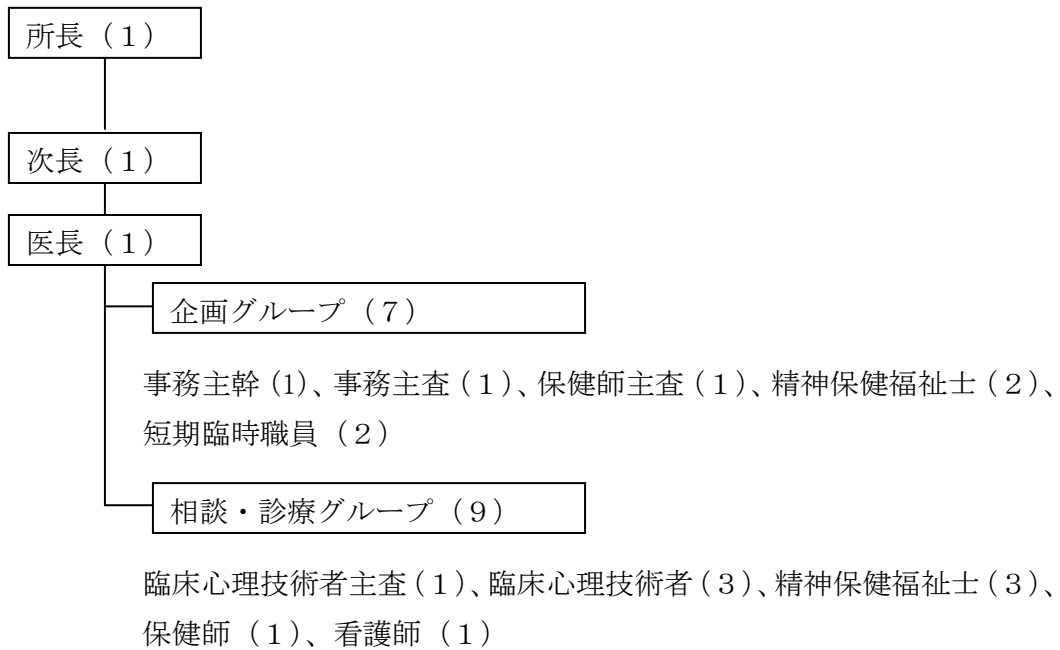 所長（１）
次長（１）
医長（１）
企画グループ（７）
事務主幹 (1)、事務主査（１）、保健師主査（１）、精神保健福祉士（２）、
短期臨時職員（２）
相談・診療グループ（９）
臨床心理技術者主査（１）、臨床心理技術者（３）、精神保健福祉士（３）、
保健師（１）、看護師（１）